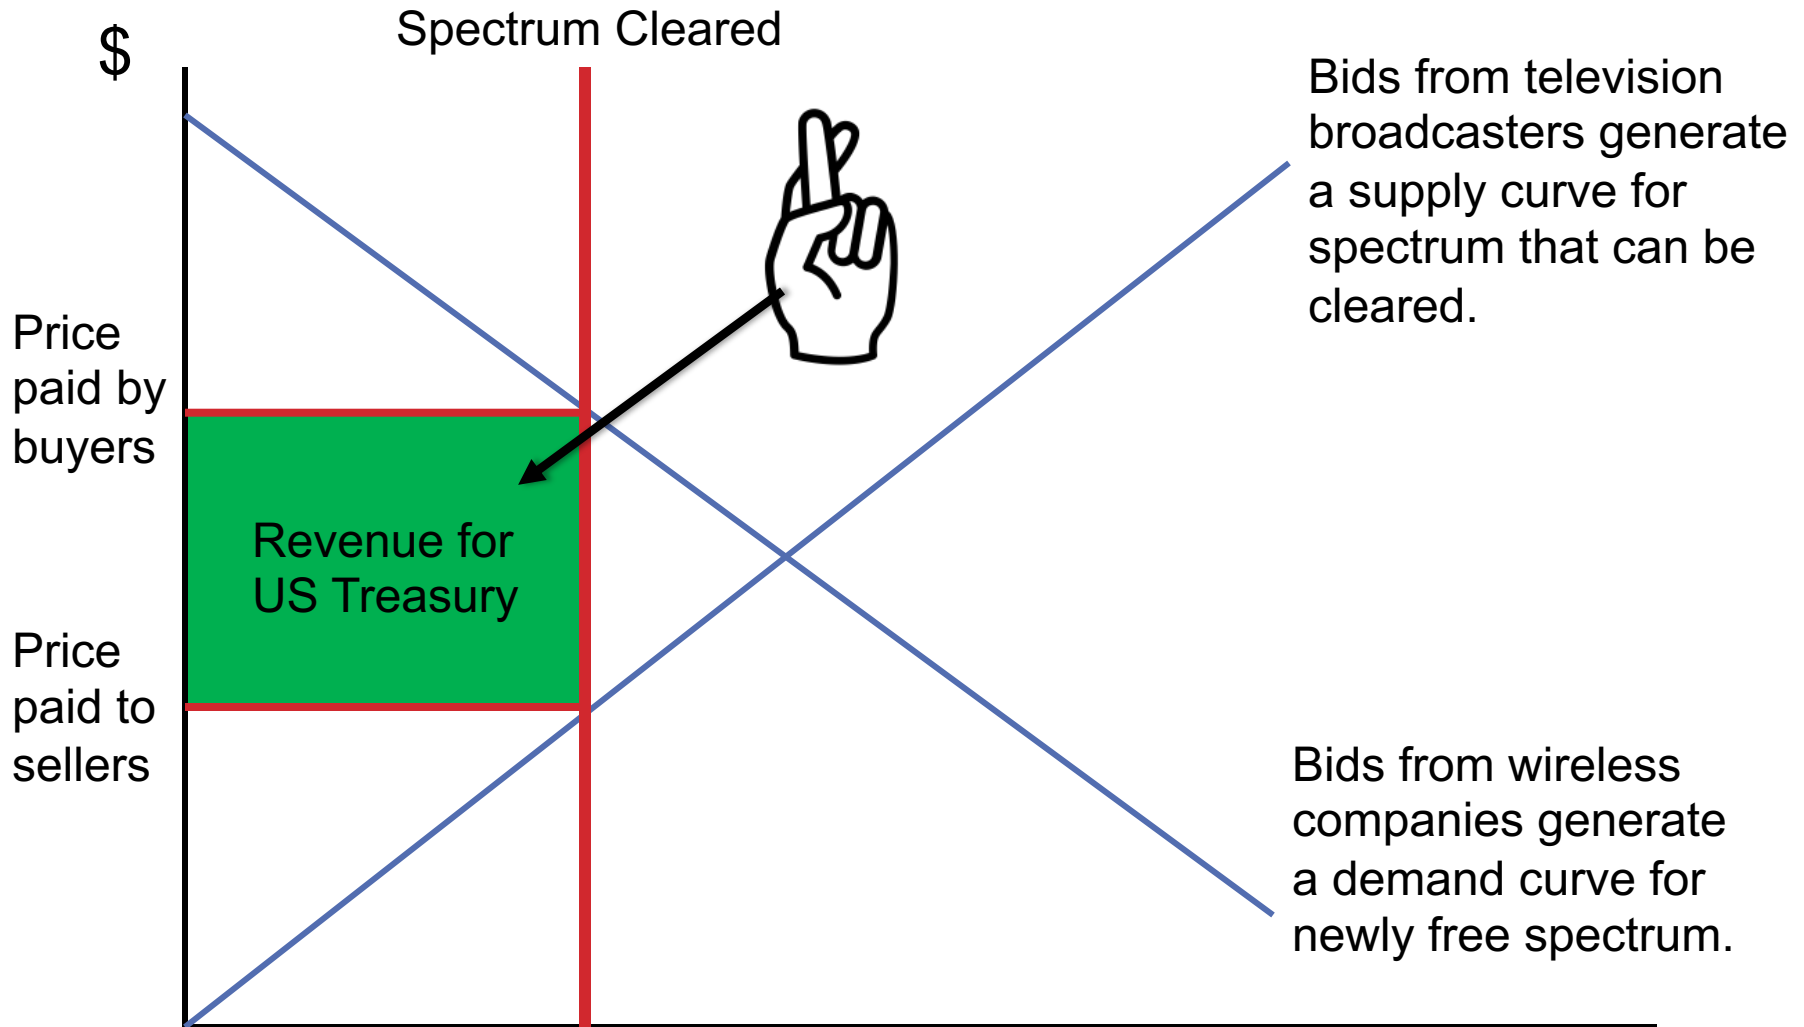 $
Spectrum Cleared
Bids from television
broadcasters generate
a supply curve for
spectrum that can be
cleared.
Price
paid by
buyers
Revenue for
US Treasury
Price
paid to
sellers
Bids from wireless
companies generate
a demand curve for
newly free spectrum.